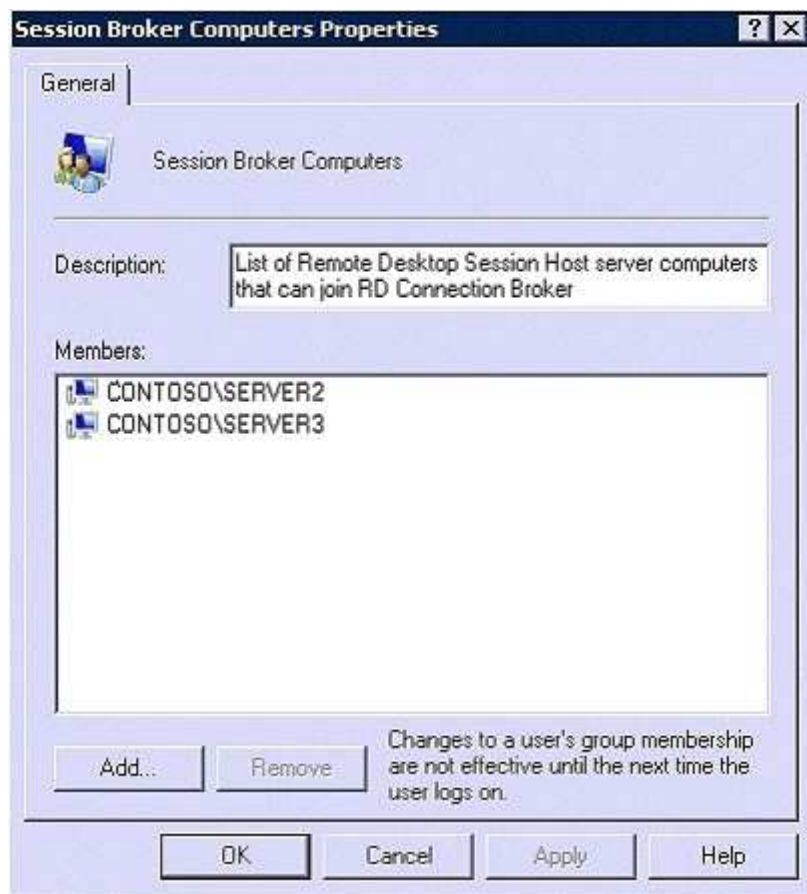 Session Broker Computers Properties
?
General
Session Broker Computers
Description:
List of Remote Desktop Session Host server computers
that can join RD Connection Broker
Members:
CONTOSO\SERVER2
CONTOSO\SERVER3
Add...
Remove
Changes to a user's group membership
are not effective until the next time the
user logs on.
OK
Cancel
Apply
Help